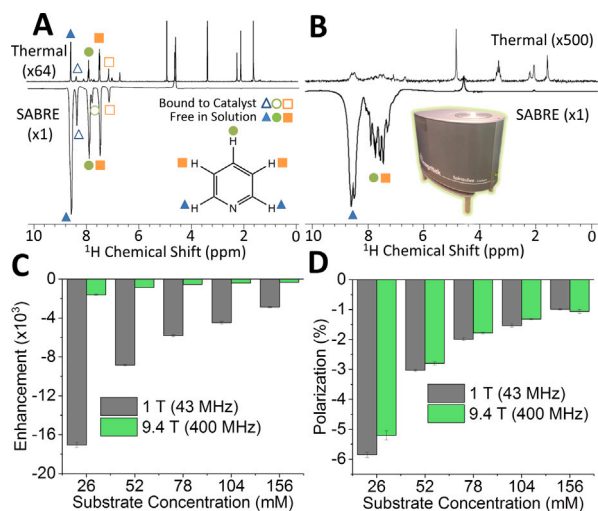 A
Thermal
(x64)
SABRE
(x1)
Bound to Catalyst
Free in Solution
H
H
H
H
H
N
10 8 6 4 2 0
¹H Chemical Shift (ppm)
B
Thermal (x500)
SABRE (x1)
10 8 6 4 2 0
¹H Chemical Shift (ppm)
C
Enhancement (x10³)
0
-4
-8
-12
-16
-20
1 T (43 MHz)
9.4 T (400 MHz)
26 52 78 104 156
Substrate Concentration (mM)
D
Polarization (%)
0
-1
-2
-3
-4
-5
-6
1 T (43 MHz)
9.4 T (400 MHz)
26 52 78 104 156
Substrate Concentration (mM)